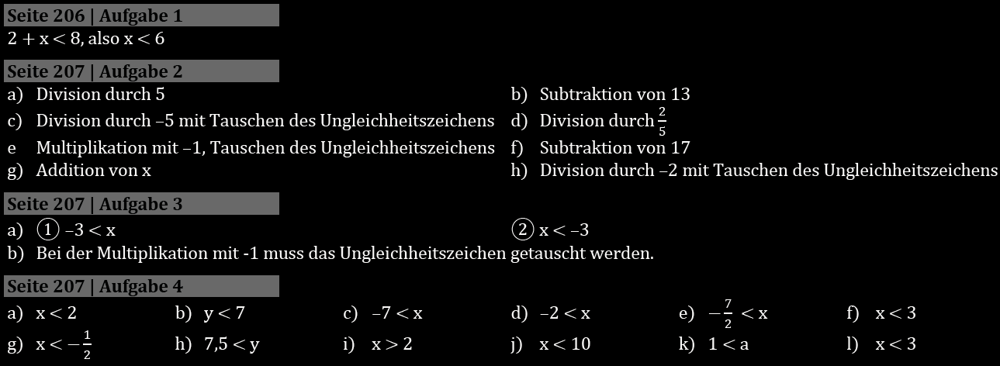 Seite 206 | Aufgabe 1
2 + x < 8, also x < 6
Seite 207 | Aufgabe 2
a) Division durch 5 b) Subtraktion von 13
c) Division durch –5 mit Tauschen des Ungleichheitszeichens d) Division durch 2/5
e Multiplikation mit –1, Tauschen des Ungleichheitszeichens f) Subtraktion von 17
g) Addition von x h) Division durch –2 mit Tauschen des Ungleichheitszeichens
Seite 207 | Aufgabe 3
a) ① –3 < x ② x < –3
b) Bei der Multiplikation mit -1 muss das Ungleichheitszeichen getauscht werden.
Seite 207 | Aufgabe 4
a) x < 2 b) y < 7 c) –7 < x d) –2 < x e) −7/2 < x f) x < 3
g) x < −1/2 h) 7,5 < y i) x > 2 j) x < 10 k) 1 < a l) x < 3